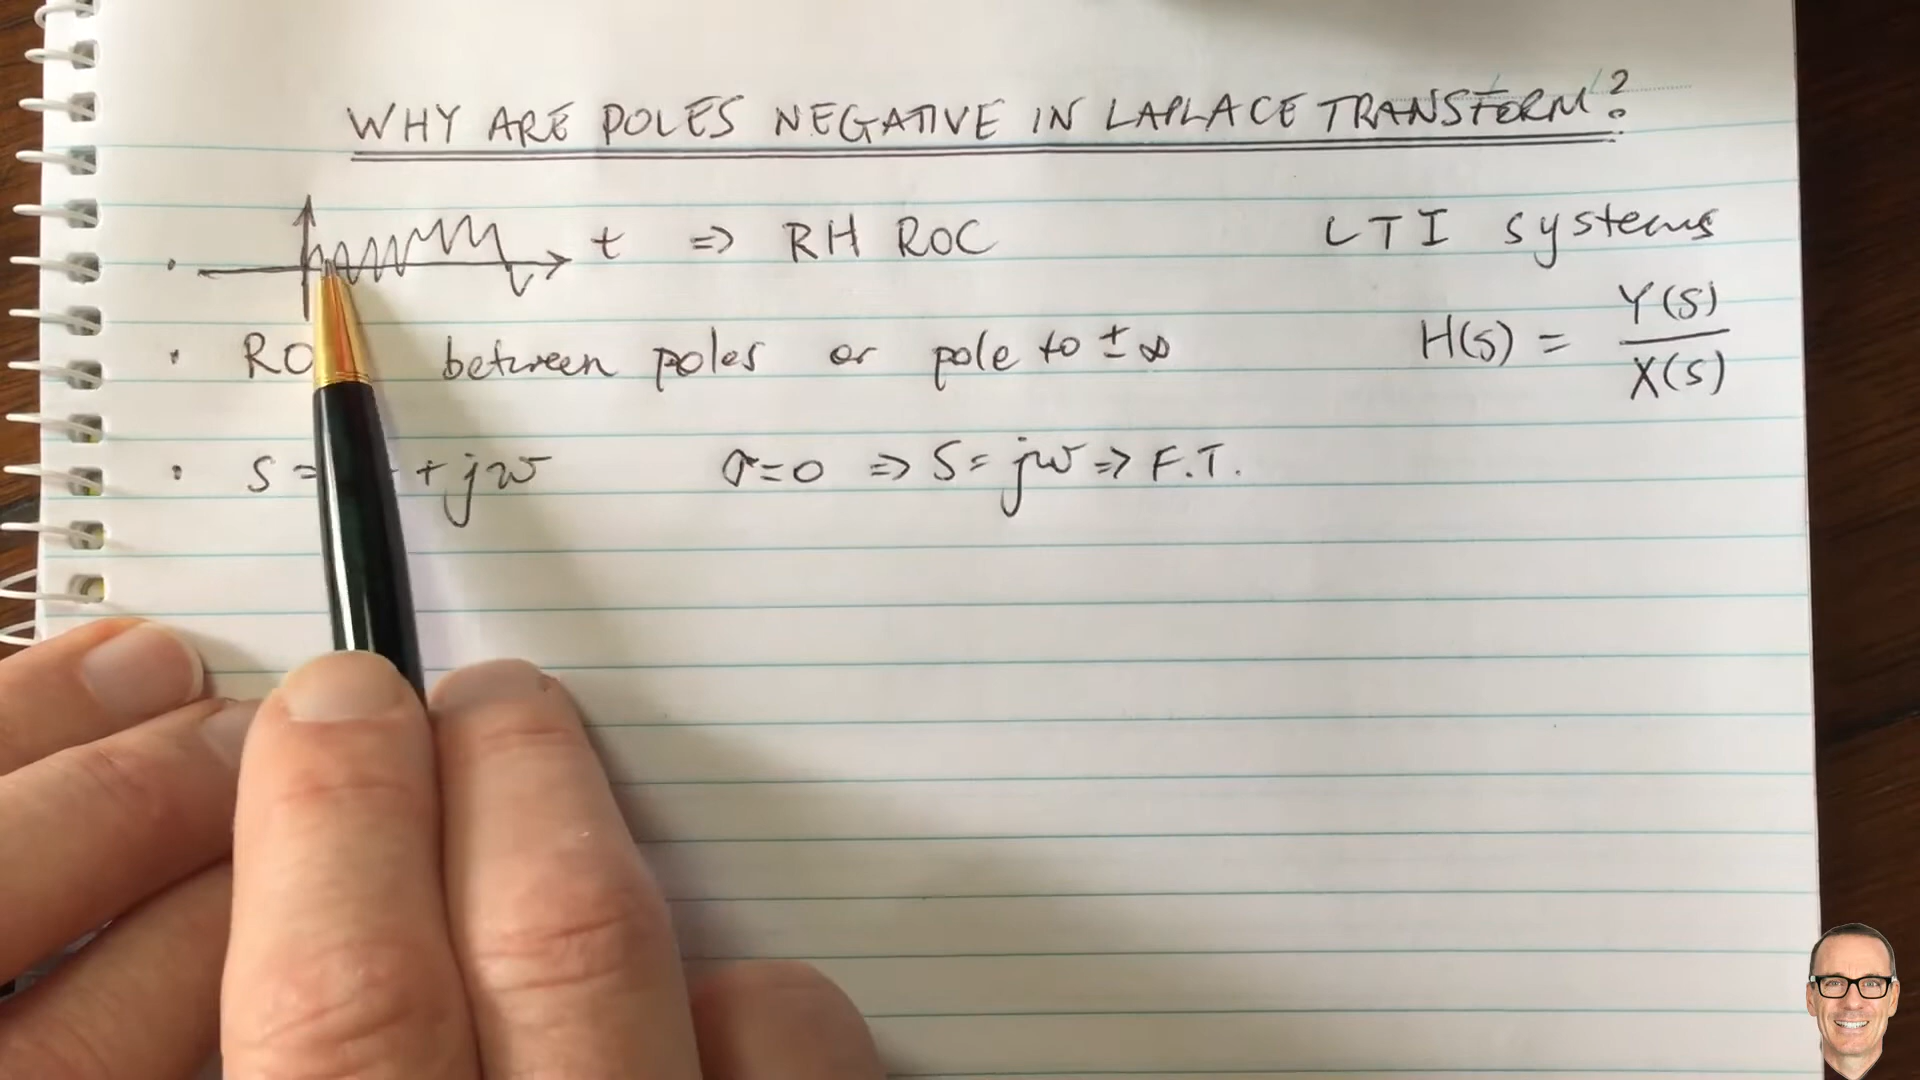 WHY ARE POLES NEGATIVE IN LAPLACE TRANSFORM?
• t ⇒ RH ROC
LTI systems
H(s) = Y(s) / X(s)
• RO between poles or pole to ± ∞
• S = + jω σ=0 ⇒ S= jω ⇒ F.T.